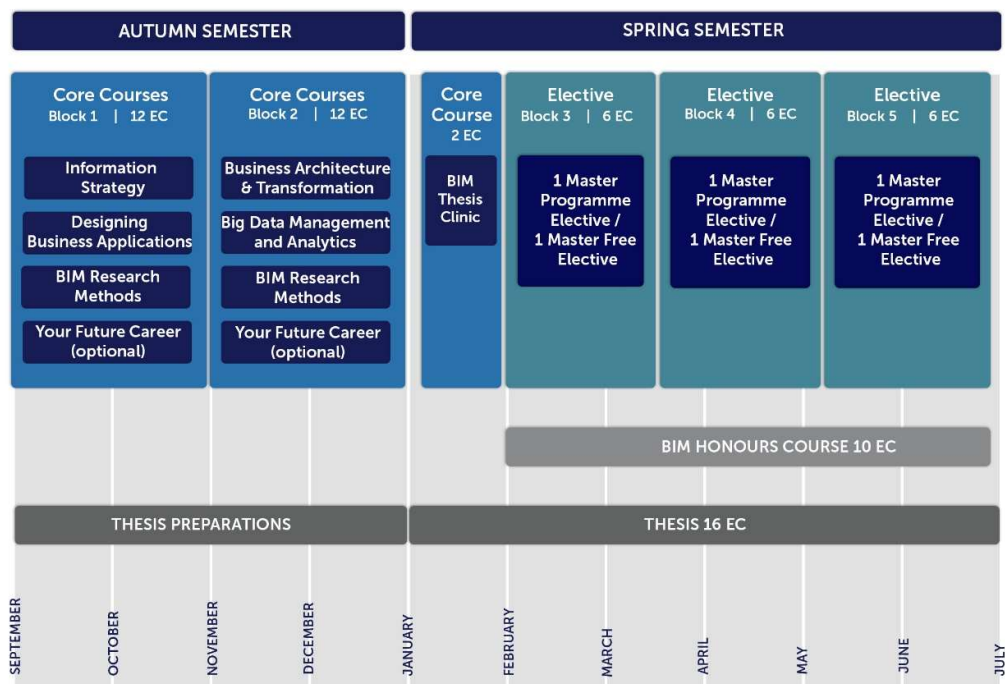 AUTUMN SEMESTER
SPRING SEMESTER
Core Courses
Block 1 | 12 EC
Information
Strategy
Designing
Business Applications
BIM Research
Methods
Your Future Career
(optional)
Core Courses
Block 2 | 12 EC
Business Architecture
& Transformation
Big Data Management
and Analytics
BIM Research
Methods
Your Future Career
(optional)
Core
Course
2 EC
BIM
Thesis
Clinic
Elective
Block 3 | 6 EC
1 Master
Programme
Elective /
1 Master Free
Elective
Elective
Block 4 | 6 EC
1 Master
Programme
Elective /
1 Master Free
Elective
Elective
Block 5 | 6 EC
1 Master
Programme
Elective /
1 Master Free
Elective
BIM HONOURS COURSE 10 EC
THESIS PREPARATIONS
THESIS 16 EC
SEPTEMBER
OCTOBER
NOVEMBER
DECEMBER
JANUARY
FEBRUARY
MARCH
APRIL
MAY
JUNE
JULY